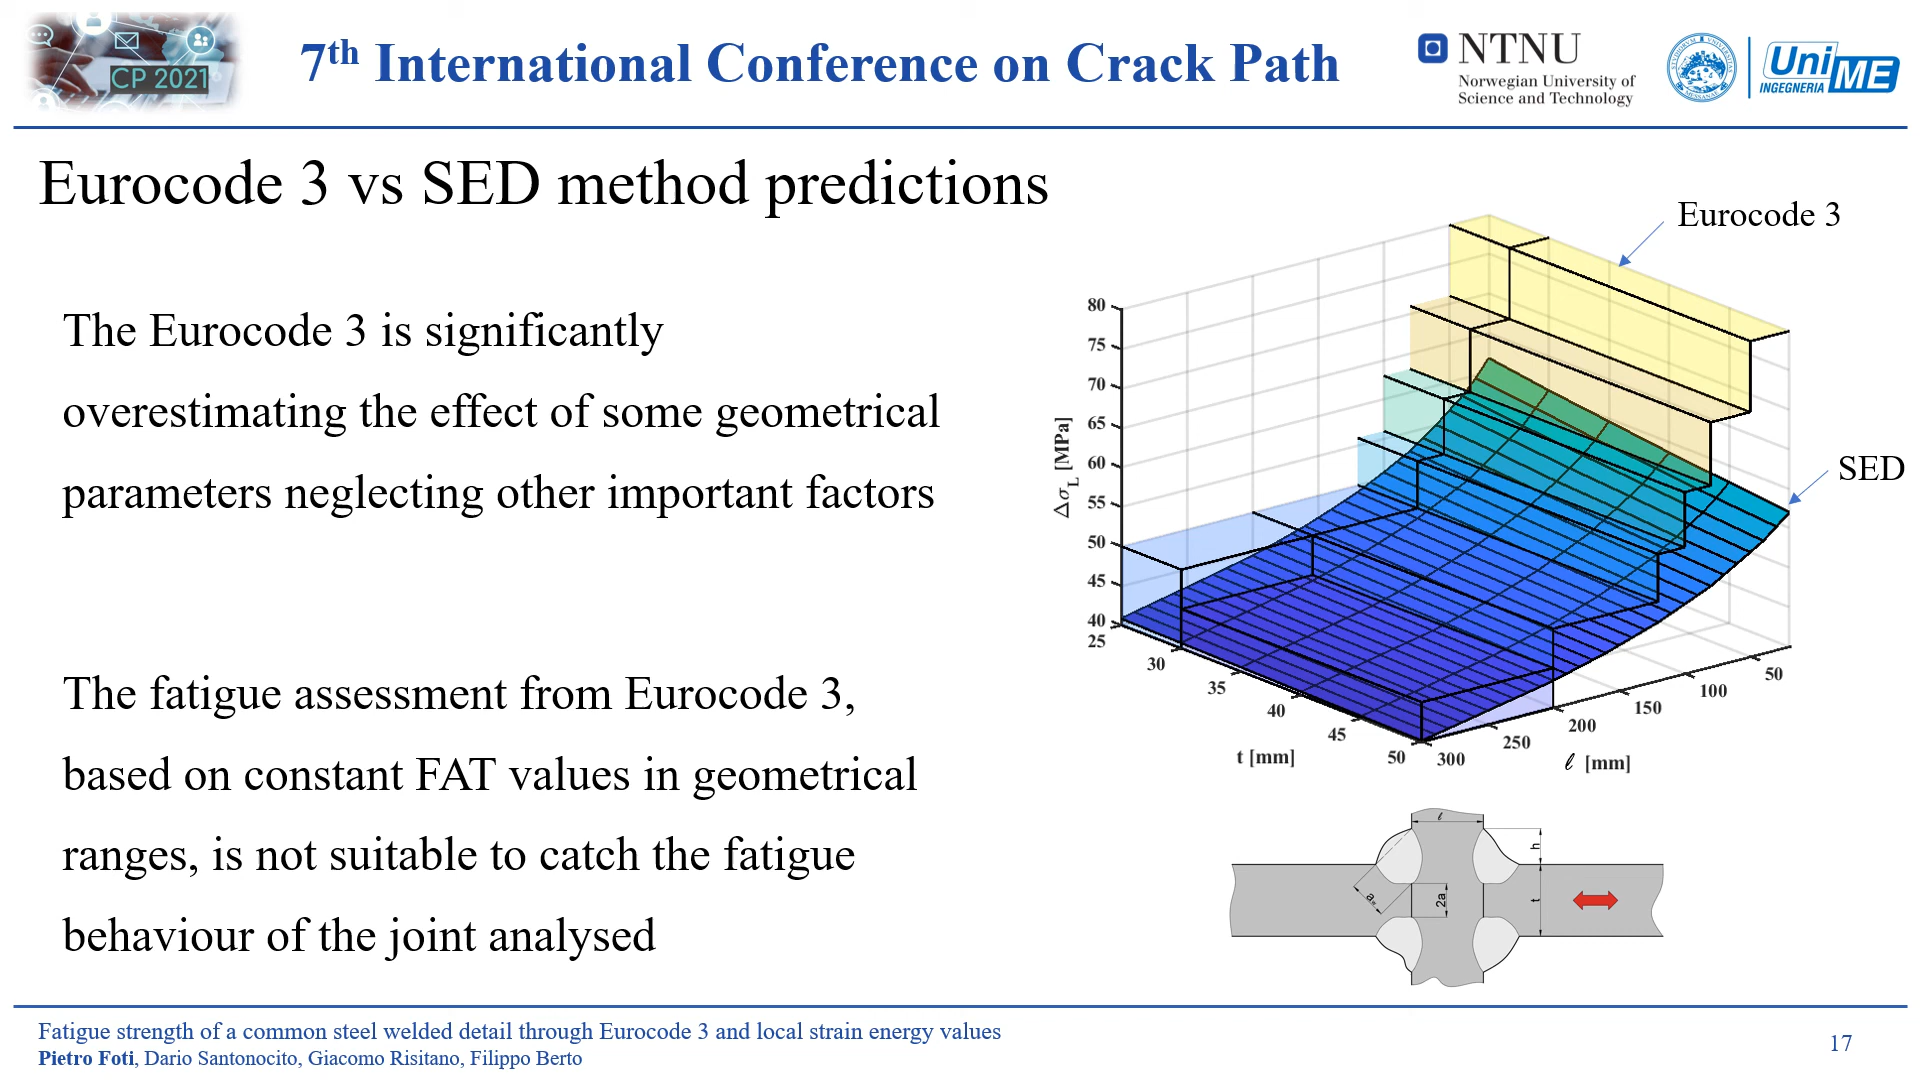 CP 2021
7th International Conference on Crack Path
NTNU
Norwegian University of
Science and Technology
UniME
INGEGNERIA
Eurocode 3 vs SED method predictions
The Eurocode 3 is significantly
overestimating the effect of some geometrical
parameters neglecting other important factors
The fatigue assessment from Eurocode 3,
based on constant FAT values in geometrical
ranges, is not suitable to catch the fatigue
behaviour of the joint analysed
Eurocode 3
SED
80
75
70
65
60
55
50
45
40
ΔσL [MPa]
25
30
35
40
45
50
t [mm]
300
250
200
150
100
50
ℓ [mm]
ℓ
h
aw
2a
t
Fatigue strength of a common steel welded detail through Eurocode 3 and local strain energy values
Pietro Foti, Dario Santonocito, Giacomo Risitano, Filippo Berto
17